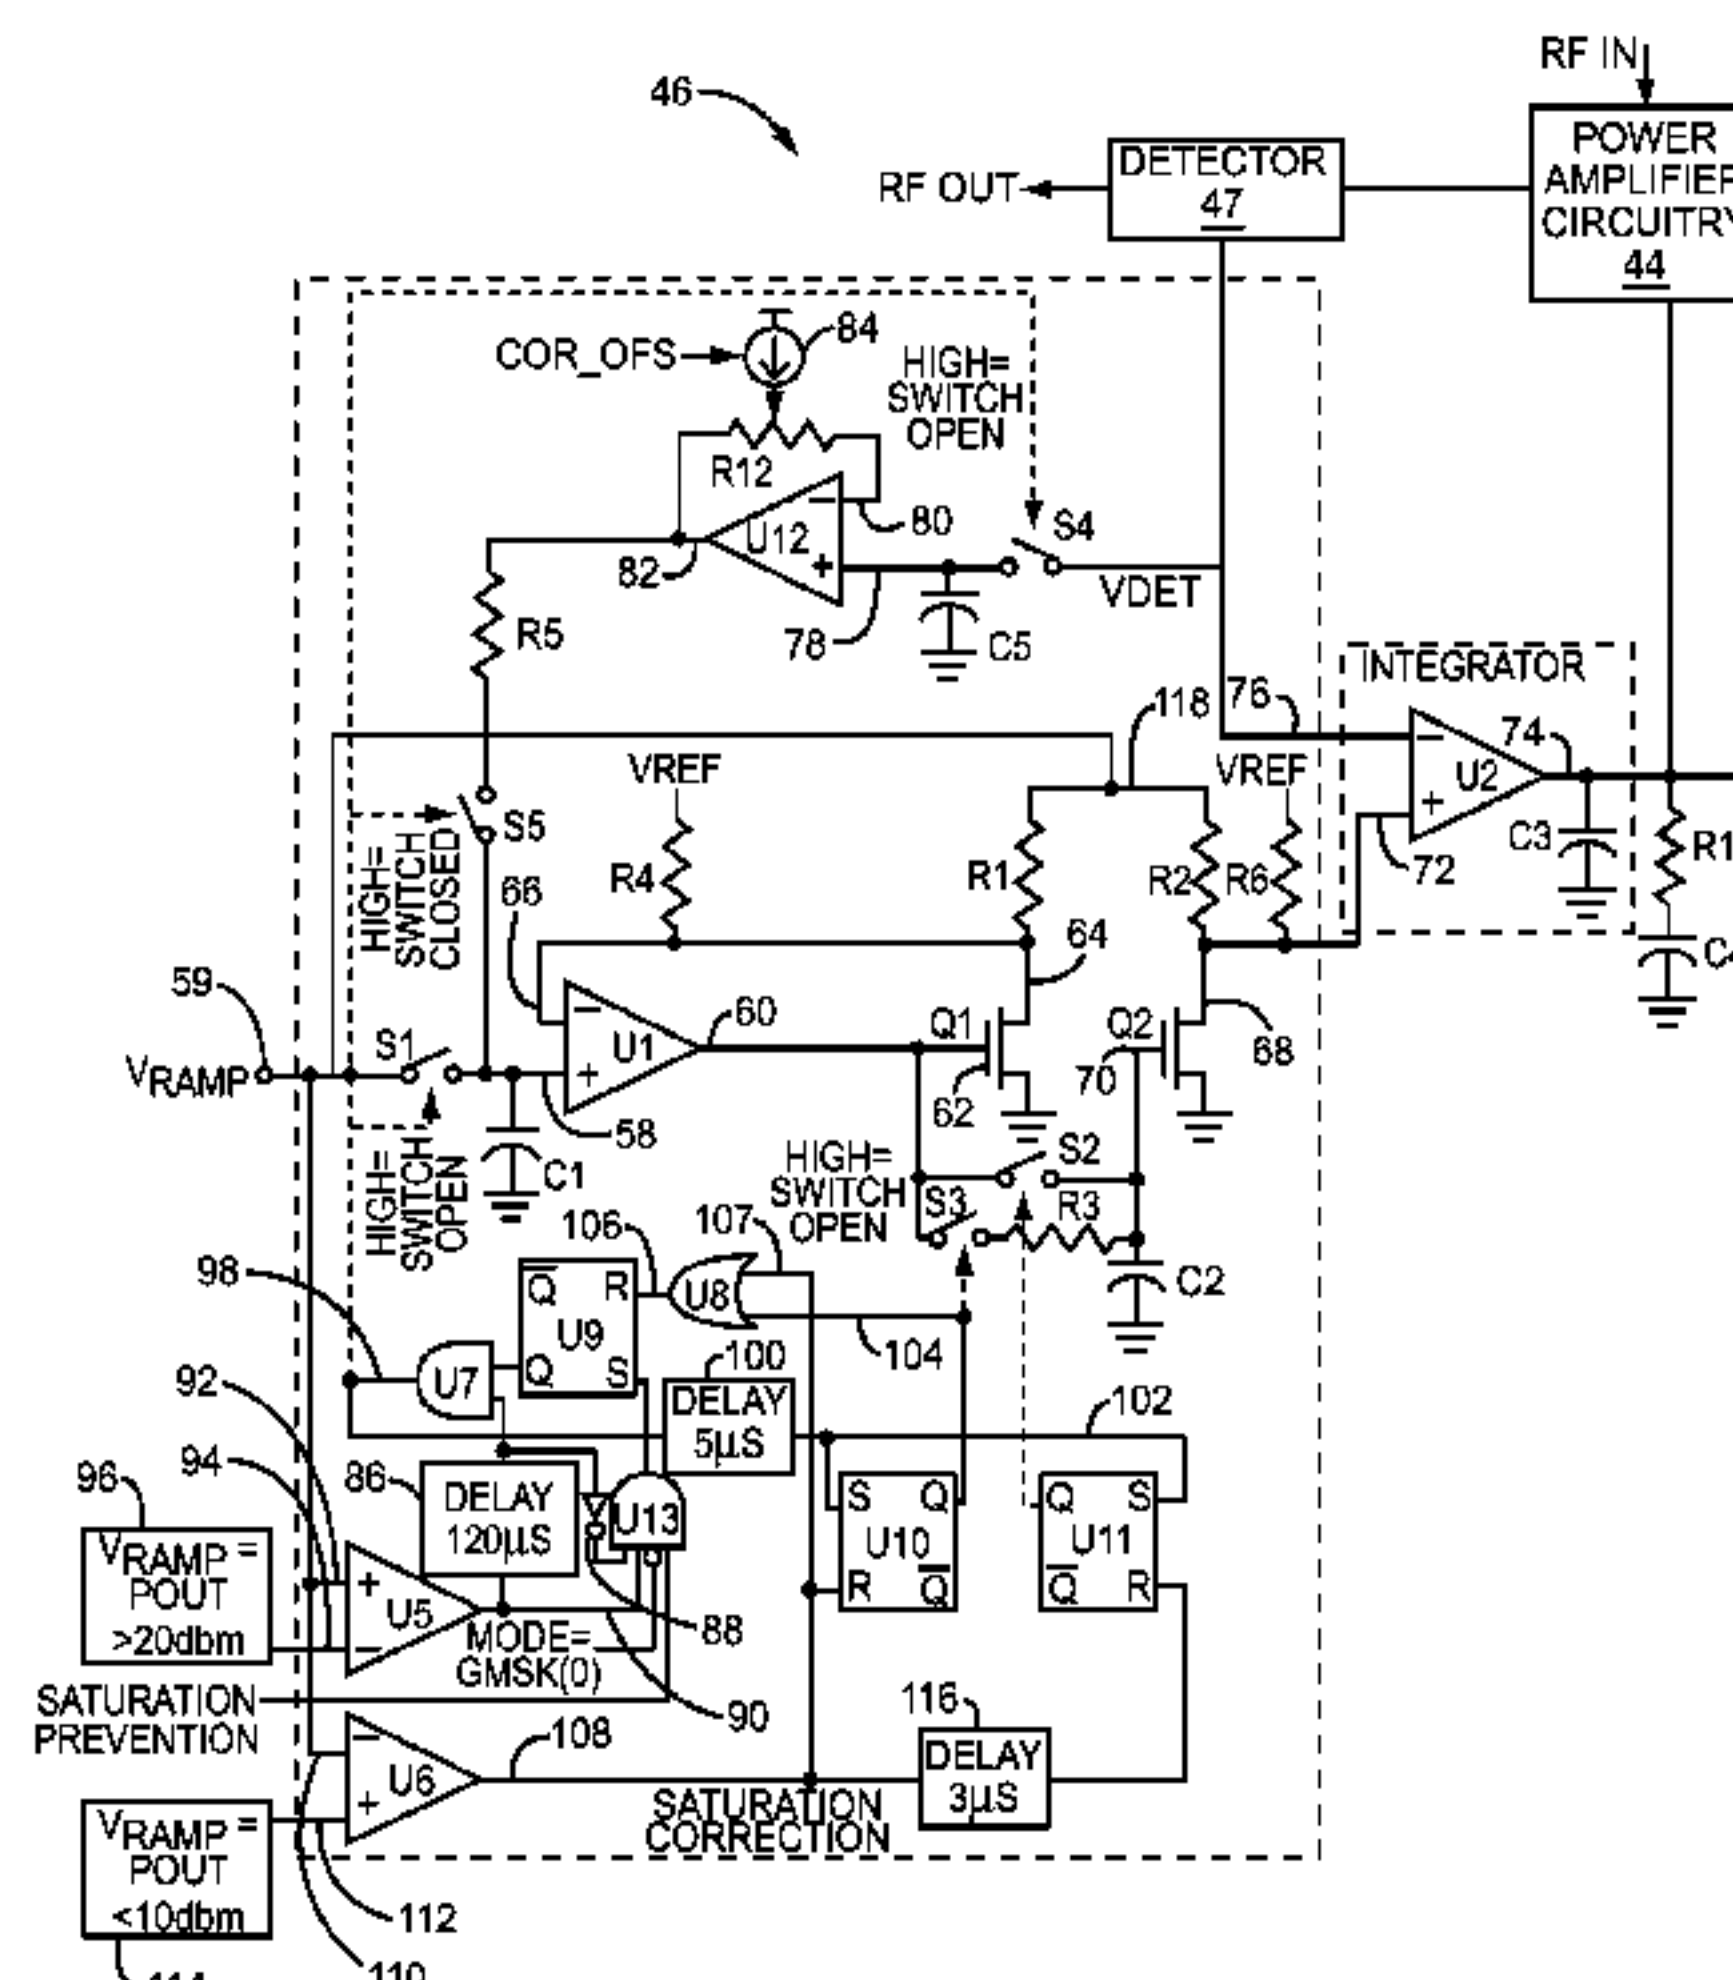 RF IN
46
POWER
AMPLIFIER
CIRCUITRY
44
DETECTOR
47
RF OUT
84
COR_OFS
HIGH=
SWITCH
OPEN
R12
80
S4
U12
82
VDET
78
C5
R5
INTEGRATOR
118
76
74
VREF
VREF
U2
S5
C3
R1
R4
R1
R2
R6
72
HIGH=
SWITCH
CLOSED
66
64
C4
59
60
Q1
Q2
S1
U1
68
VRAMP
70
62
58
HIGH=
SWITCH
OPEN
C1
HIGH=
SWITCH
OPEN
S2
S3
R3
106
107
98
Q
R
U8
C2
U9
100
104
92
U7
Q
S
DELAY
5µS
102
94
96
86
DELAY
120µS
U13
S
Q
Q
S
U10
U11
VRAMP =
POUT
>20dbm
+
U5
R
Q
Q
R
88
MODE=
GMSK(0)
SATURATION
PREVENTION
90
116
108
DELAY
3µS
U6
+
SATURATION
CORRECTION
VRAMP =
POUT
<10dbm
112
110
114